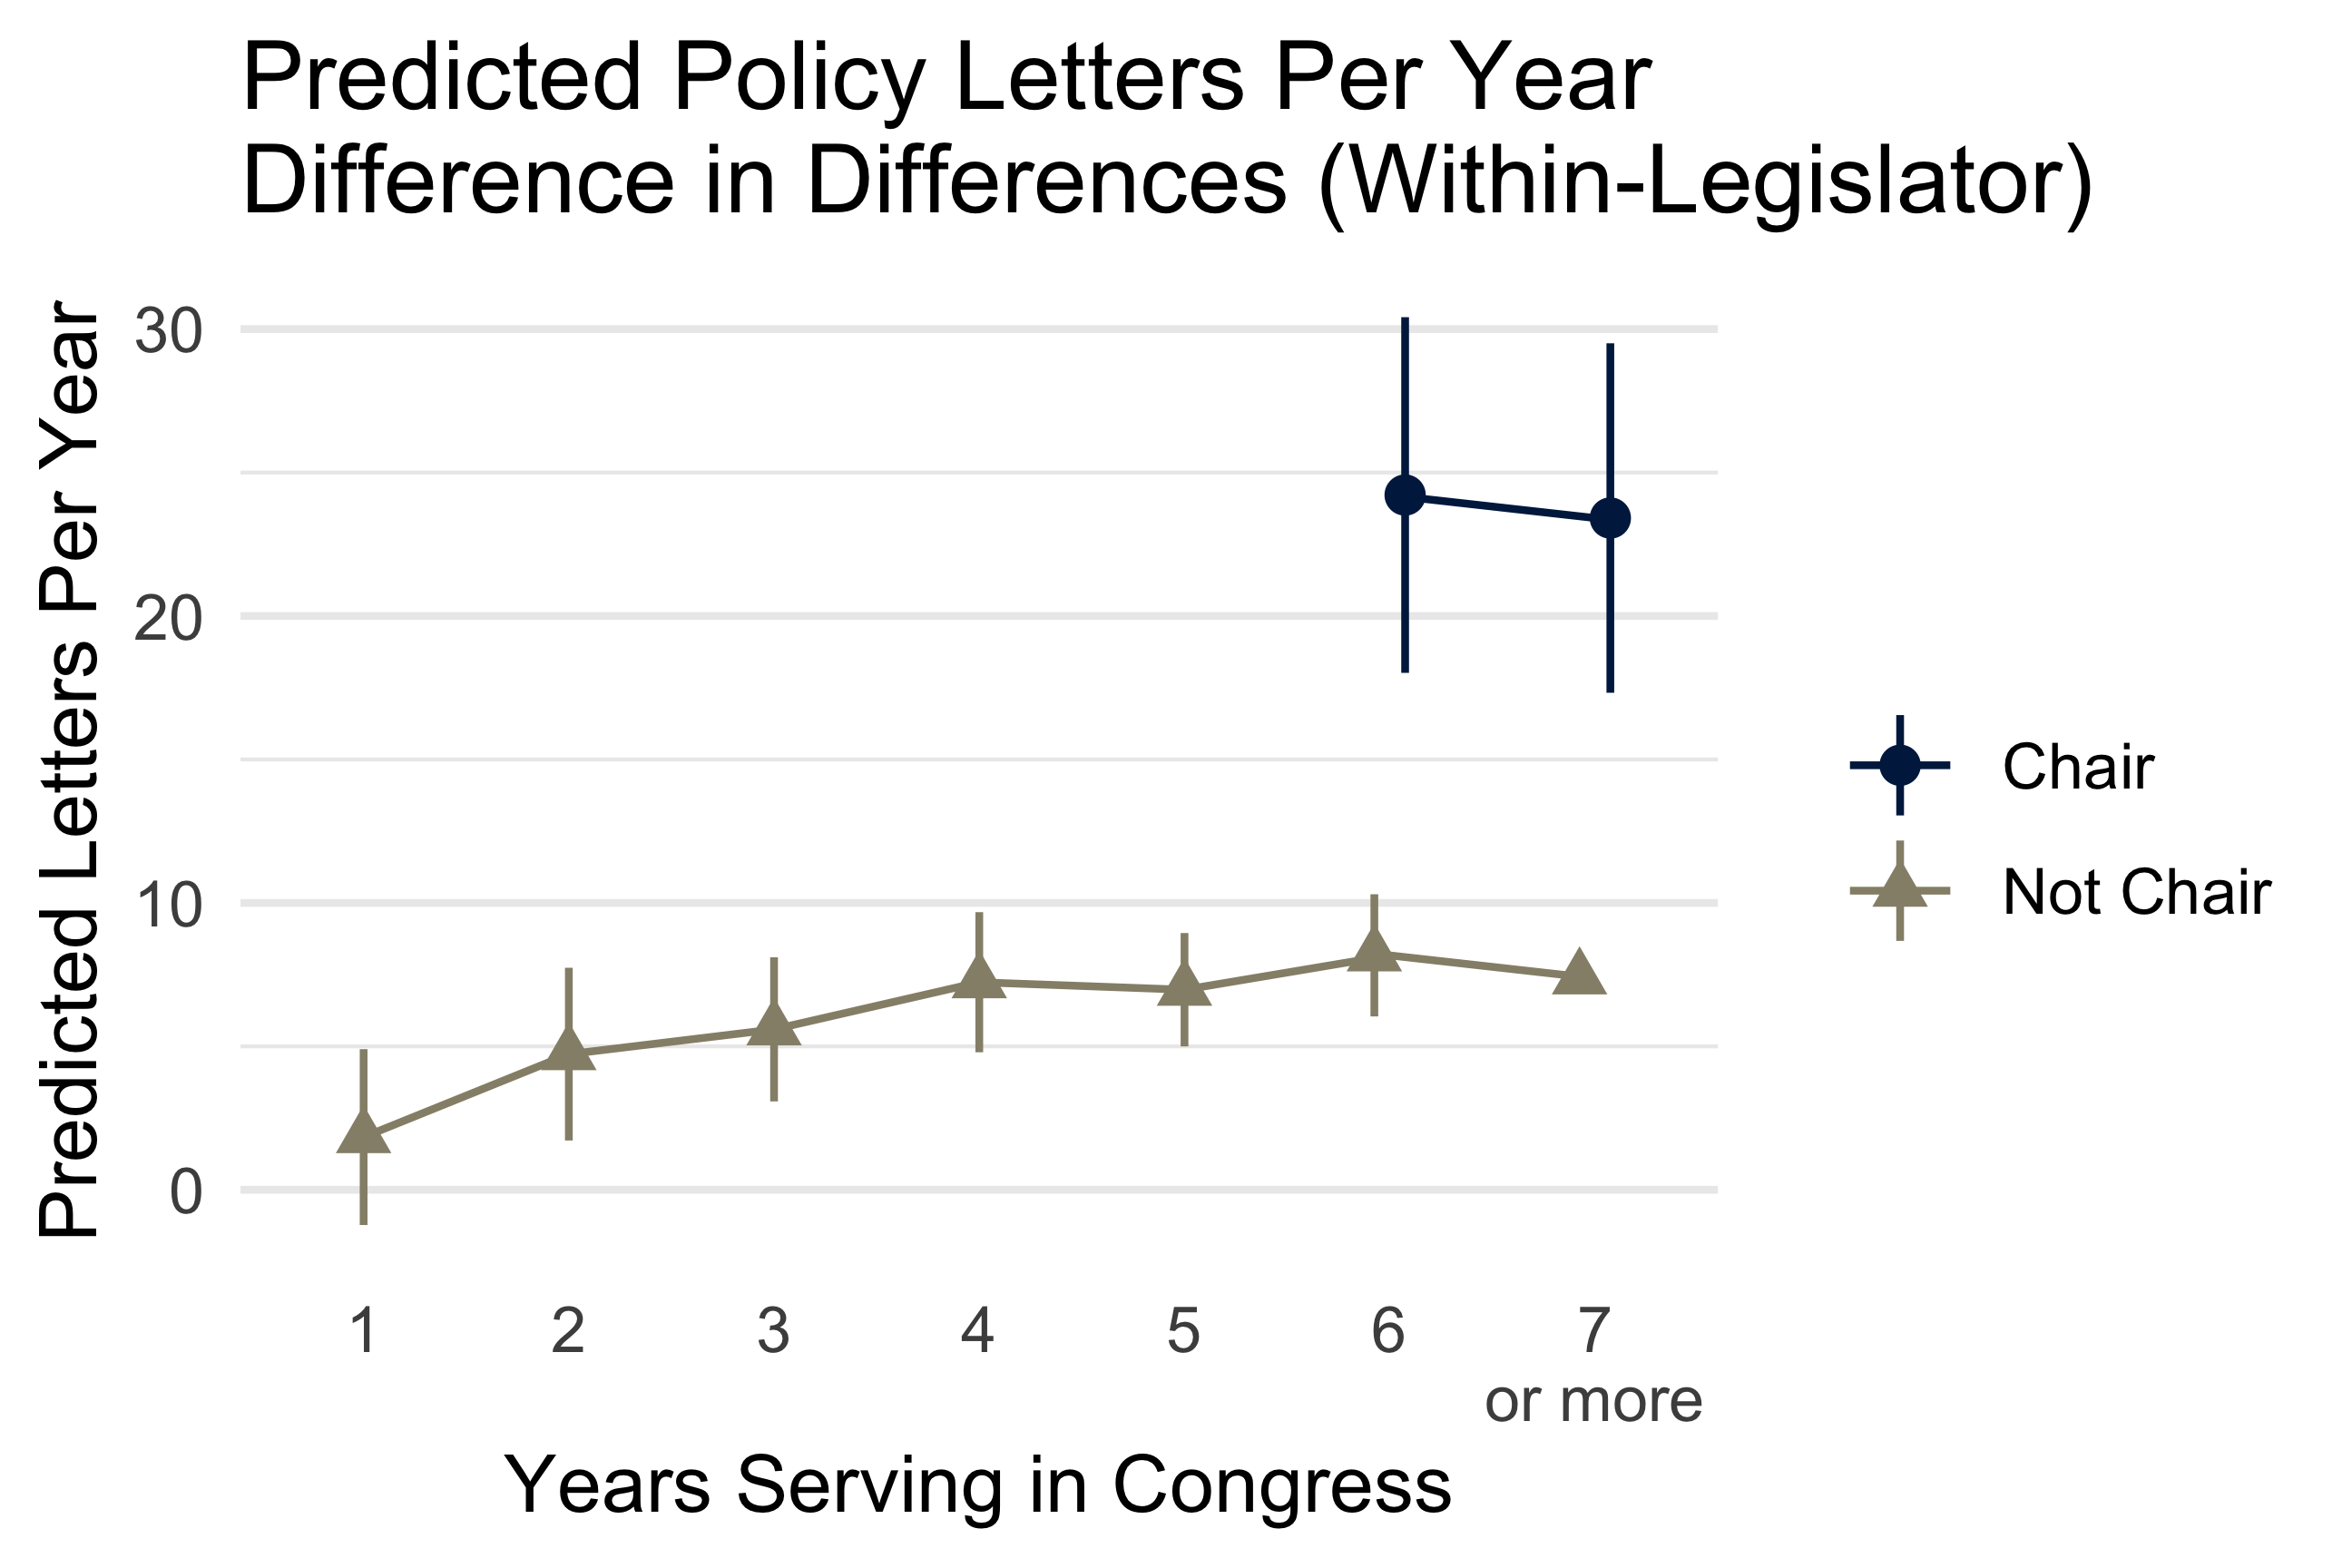 Predicted Policy Letters Per Year
Difference in Differences (Within-Legislator)
Predicted Letters Per Year
30
20
10
0
Chair
Not Chair
1 2 3 4 5 6 7
or more
Years Serving in Congress